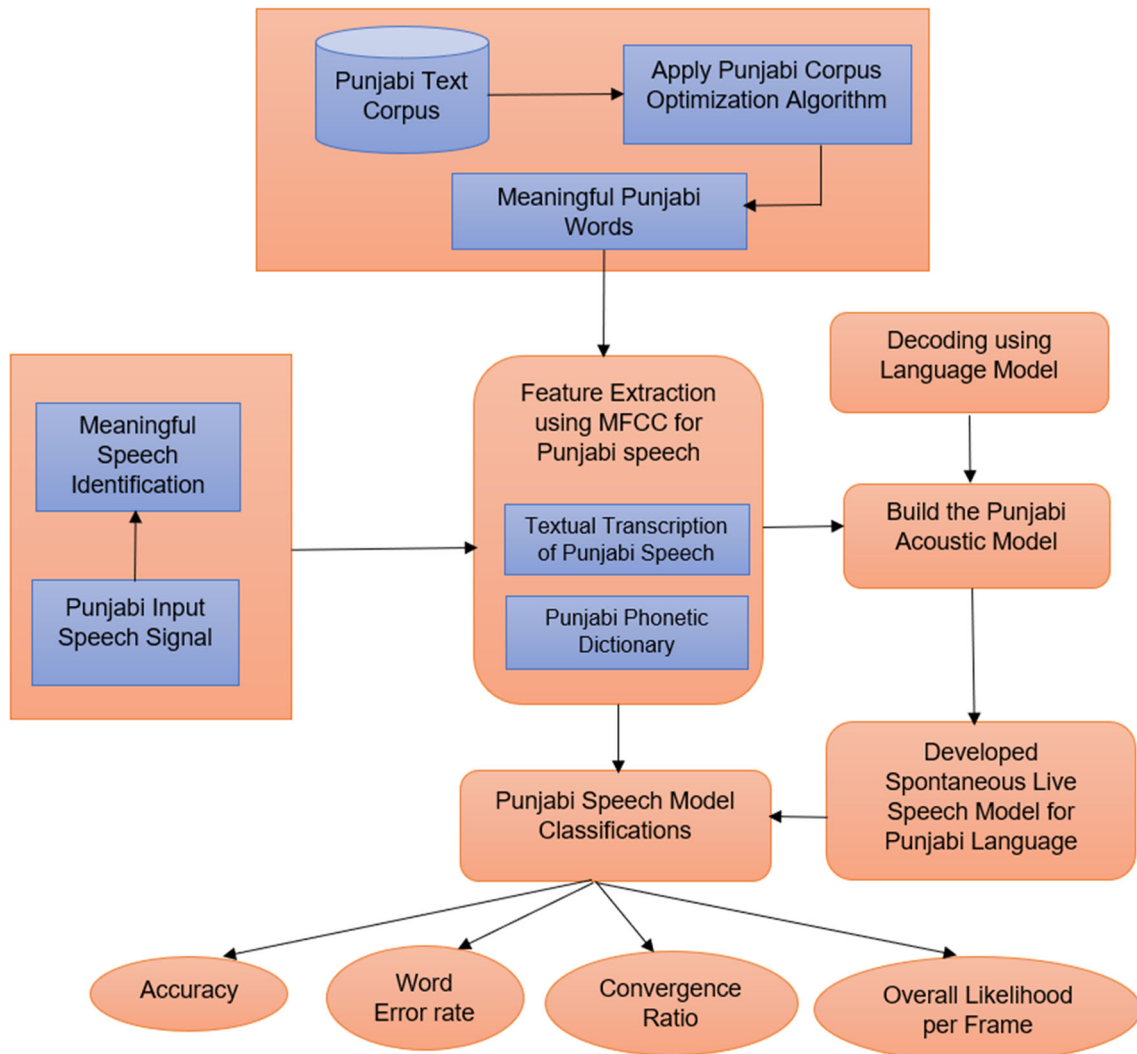 Punjabi Text
Corpus
Apply Punjabi Corpus
Optimization Algorithm
Meaningful Punjabi
Words
Decoding using
Language Model
Feature Extraction
using MFCC for
Punjabi speech
Meaningful
Speech
Identification
Textual Transcription
of Punjabi Speech
Build the Punjabi
Acoustic Model
Punjabi Input
Speech Signal
Punjabi Phonetic
Dictionary
Developed
Spontaneous Live
Speech Model for
Punjabi Language
Punjabi Speech Model
Classifications
Accuracy
Word
Error rate
Convergence
Ratio
Overall Likelihood
per Frame